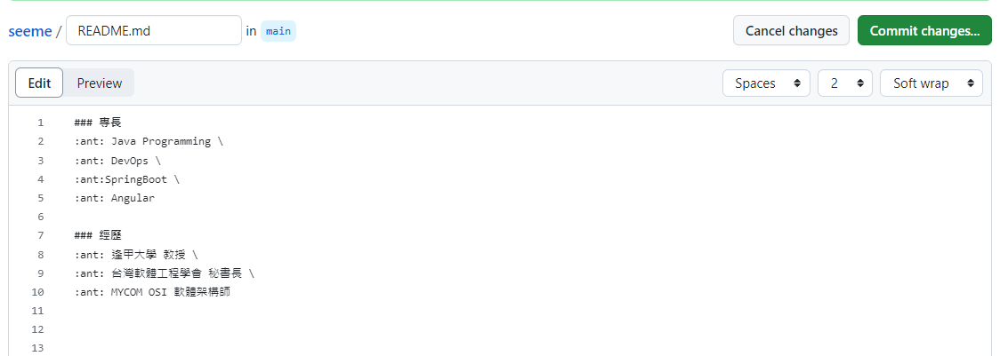 seeme / README.md in main Cancel changes Commit changes...
Edit Preview Spaces 2 Soft wrap
1 ### 專長
2 :ant: Java Programming \
3 :ant: DevOps \
4 :ant:SpringBoot \
5 :ant: Angular
6
7 ### 經歷
8 :ant: 逢甲大學 教授 \
9 :ant: 台灣軟體工程學會 秘書長 \
10 :ant: MYCOM OSI 軟體架構師
11
12
13